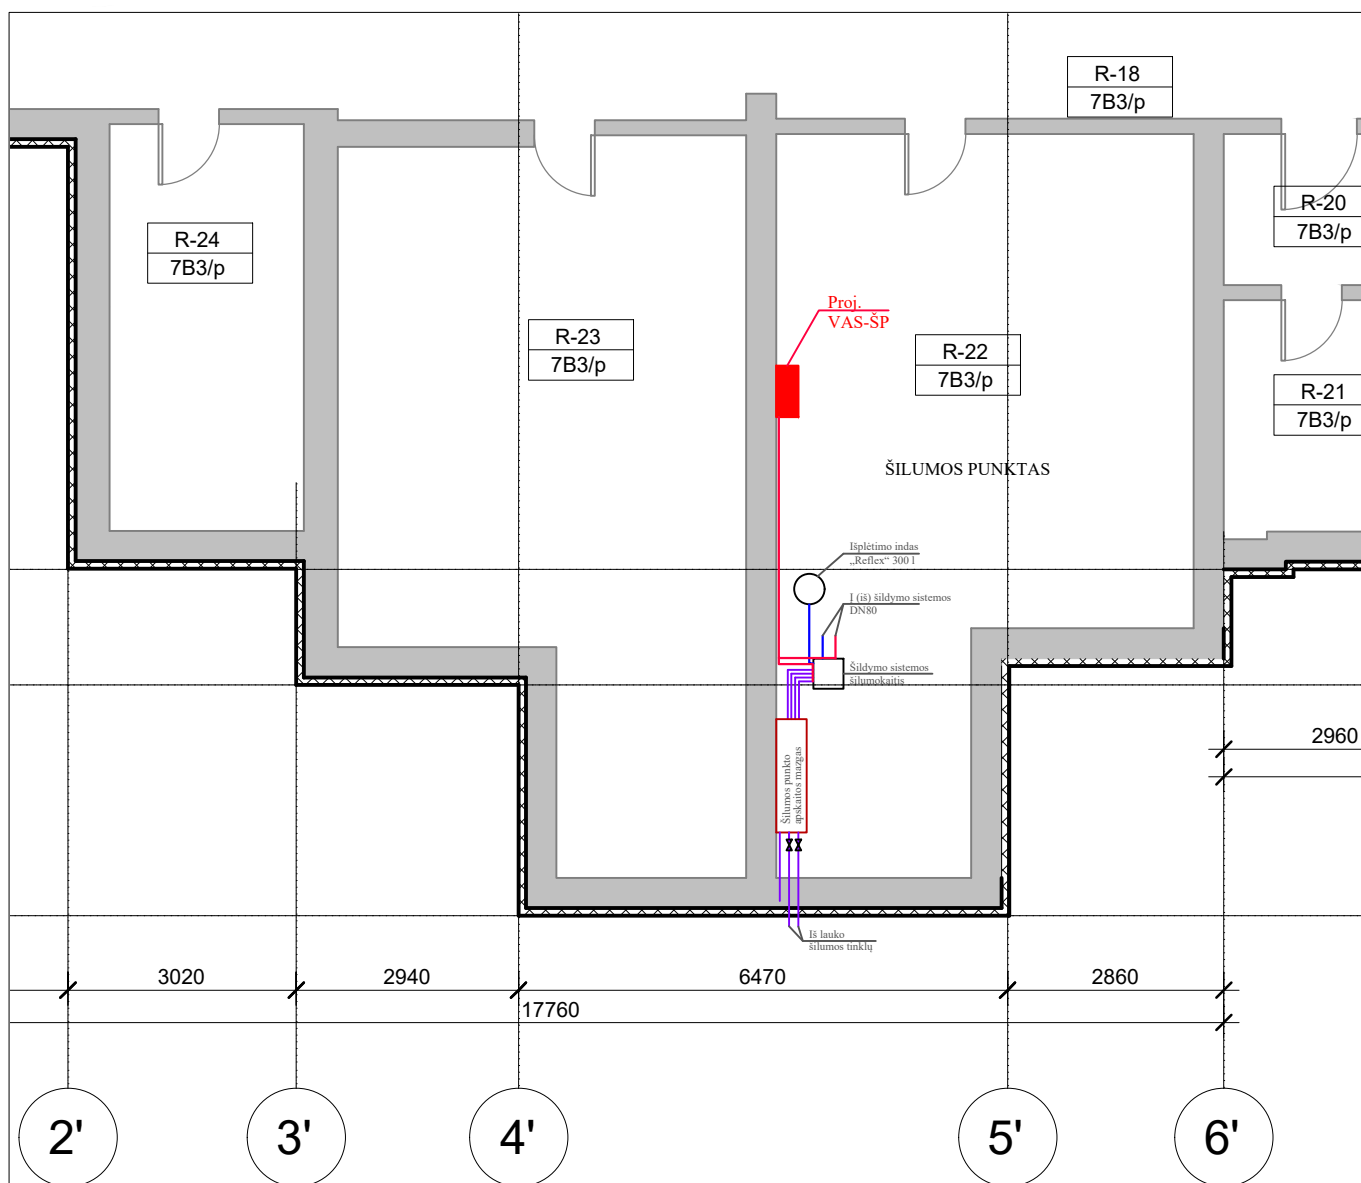 R-18
7B3/p
R-20
7B3/p
R-24
7B3/p
Proj.
VAS-ŠP
R-23
7B3/p
R-22
7B3/p
R-21
7B3/p
ŠILUMOS PUNKTAS
Išplėtimo indas
„Reflex“ 300 l
Į (iš) šildymo sistemos
DN80
Šildymo sistemos
šilumokaitis
Šilumos punkto
apskaitos mazgas
2960
Iš lauko
šilumos tinklų
3020
2940
6470
2860
17760
2'
3'
4'
5'
6'